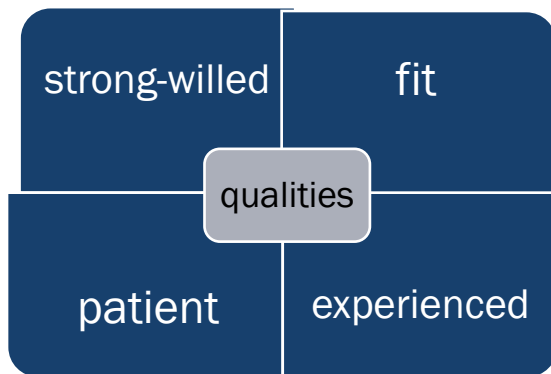 strong-willed
fit
qualities
patient
experienced